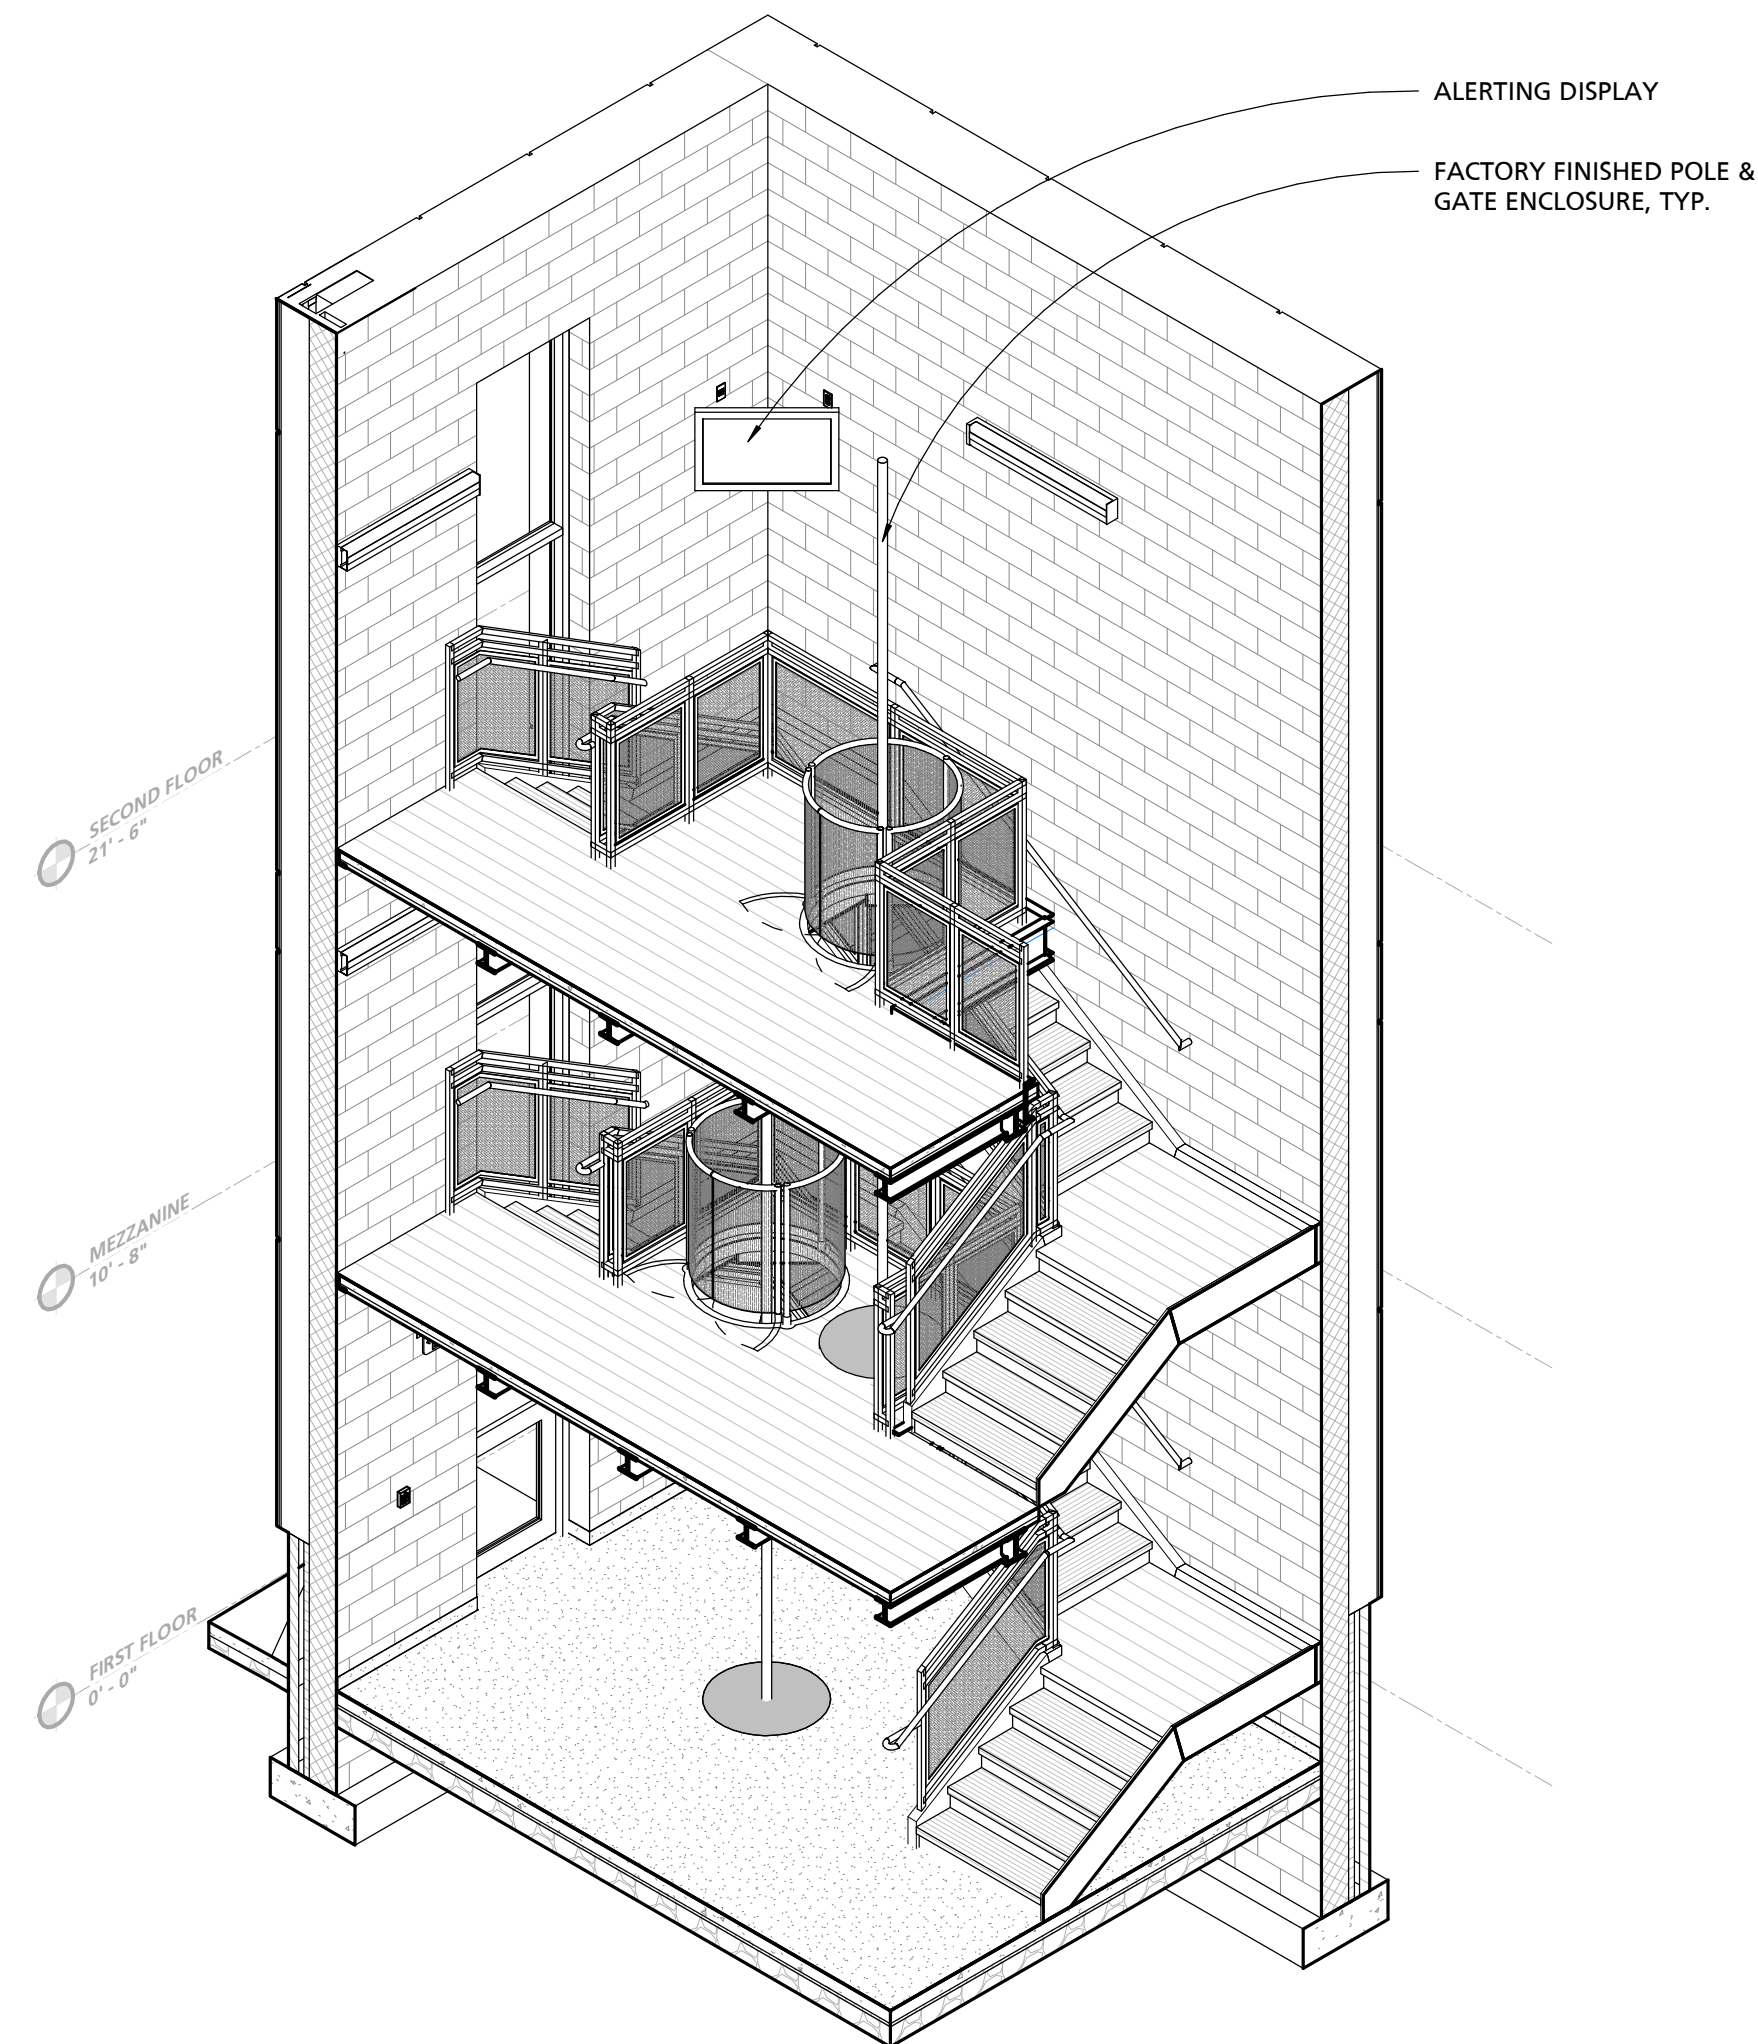 ALERTING DISPLAY
FACTORY FINISHED POLE &
GATE ENCLOSURE, TYP.
SECOND FLOOR
21' - 6"
MEZZANINE
10' - 8"
FIRST FLOOR
0' - 0"